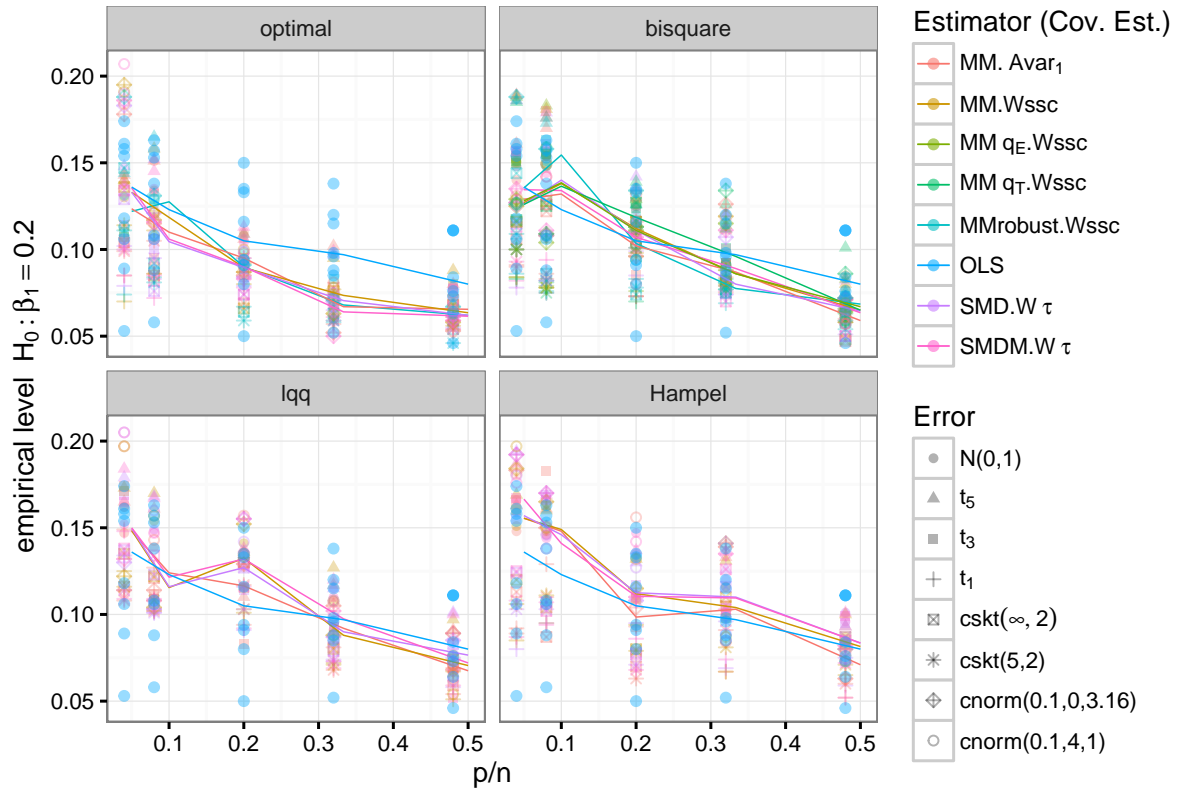 optimal
bisquare
0.20
0.15
0.10
0.05
lqq
Hampel
0.20
0.15
0.10
0.05
0.1 0.2 0.3 0.4 0.5
0.1 0.2 0.3 0.4 0.5
p/n
empirical level H₀ : β₁ = 0.2
Estimator (Cov. Est.)
MM. Avar₁
MM.Wssc
MM qE.Wssc
MM qT.Wssc
MMrobust.Wssc
OLS
SMD.W τ
SMDM.W τ
Error
N(0,1)
t₅
t₃
t₁
cskt(∞, 2)
cskt(5,2)
cnorm(0.1,0,3.16)
cnorm(0.1,4,1)